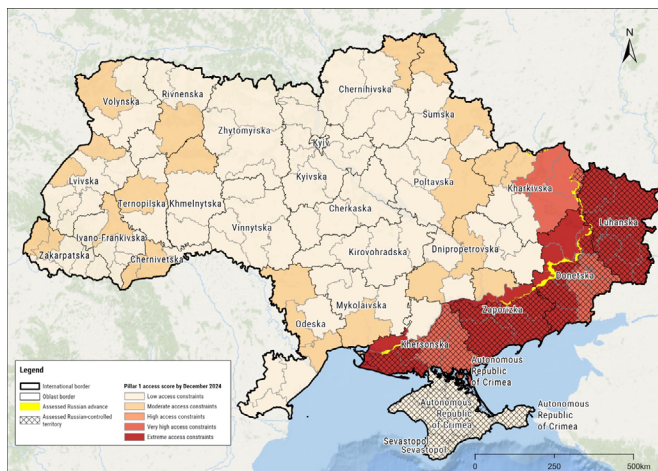 N
Volynska
Rivnenska
Chernihivska
Sumska
Zhytomyrska
Kyiv
Lvivska
Kyivska
Poltavska
Kharkivska
Luhanska
Ternopilska
Khmelnytska
Cherkaska
Ivano-Frankivska
Vinnytska
Zakarpatska
Chernivetska
Kirovohradska
Dnipropetrovska
Donetska
Mykolaivska
Zaporizka
Odeska
Khersonska
Autonomous
Republic
of Crimea
Autonomous
Republic
of Crimea
Autonomous
Republic
of Crimea
Sevastopol
Sevastopol
Legend
International border
Oblast border
Assessed Russian advance
Assessed Russian-controlled
territory
Pillar 1 access score by December 2024
Low access constraints
Moderate access constraints
High access constraints
Very high access constraints
Extreme access constraints
0 250 500km